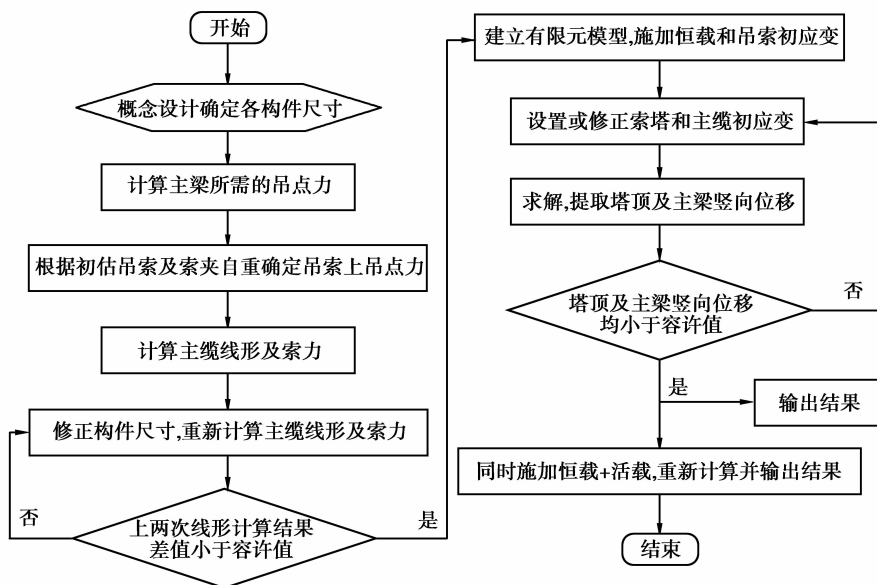 开始
概念设计确定各构件尺寸
计算主梁所需的吊点力
根据初估吊索及索夹自重确定吊索上吊点力
计算主缆线形及索力
修正构件尺寸,重新计算主缆线形及索力
否
上两次线形计算结果
差值小于容许值
是
建立有限元模型,施加恒载和吊索初应变
设置或修正索塔和主缆初应变
求解,提取塔顶及主梁竖向位移
塔顶及主梁竖向位移
均小于容许值
否
是
输出结果
同时施加恒载+活载,重新计算并输出结果
结束